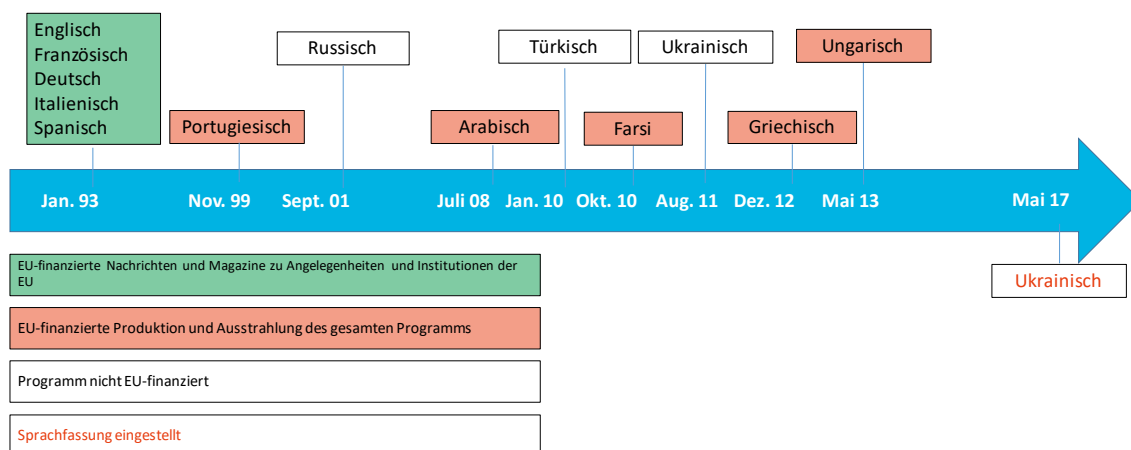 Englisch
Französisch
Deutsch
Italienisch
Spanisch
Portugiesisch
Russisch
Arabisch
Türkisch
Farsi
Ukrainisch
Griechisch
Ungarisch
Jan. 93
Nov. 99
Sept. 01
Juli 08
Jan. 10
Okt. 10
Aug. 11
Dez. 12
Mai 13
Mai 17
Ukrainisch
EU-finanzierte Nachrichten und Magazine zu Angelegenheiten und Institutionen der
EU
EU-finanzierte Produktion und Ausstrahlung des gesamten Programms
Programm nicht EU-finanziert
Sprachfassung eingestellt